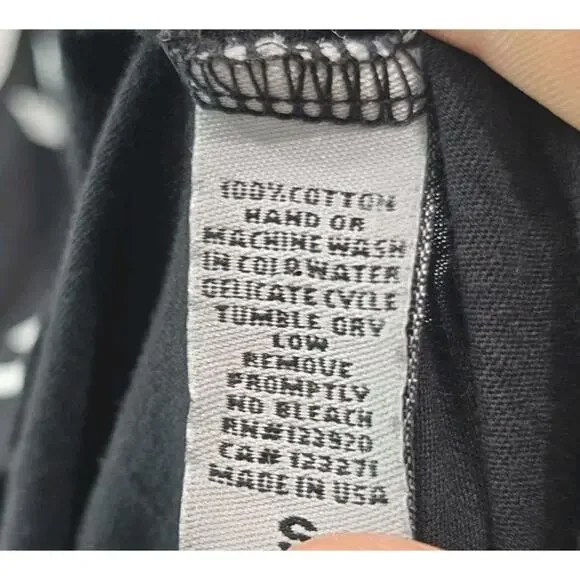 100% COTTON
HAND OR
MACHINE WASH
IN COLD WATER
DELICATE CYCLE
TUMBLE DRY
LOW
REMOVE
PROMPTLY
NO BLEACH
RN# 123920
CA# 123271
MADE IN USA
S